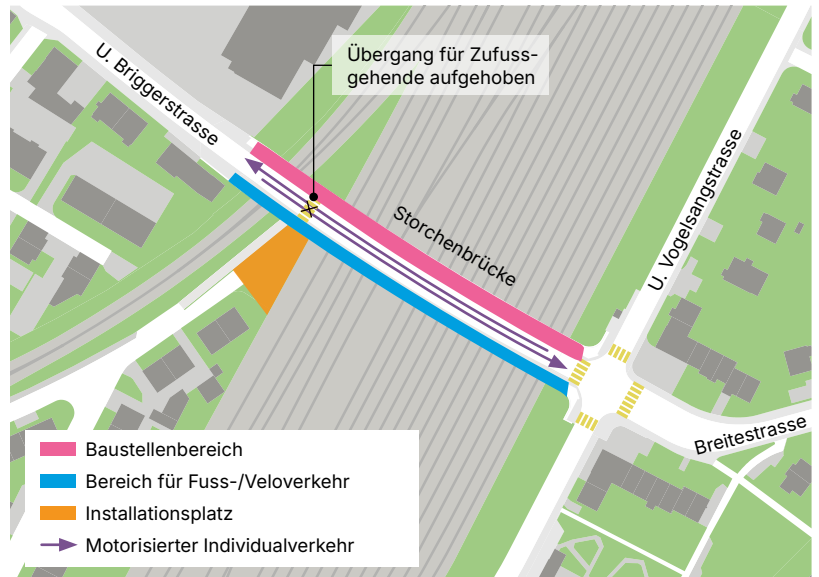 Übergang für Zufuss-
gehende aufgehoben
U. Briggerstrasse
Storchenbrücke
U. Vogelsangstrasse
Breitestrasse
Baustellenbereich
Bereich für Fuss-/Veloverkehr
Installationsplatz
Motorisierter Individualverkehr